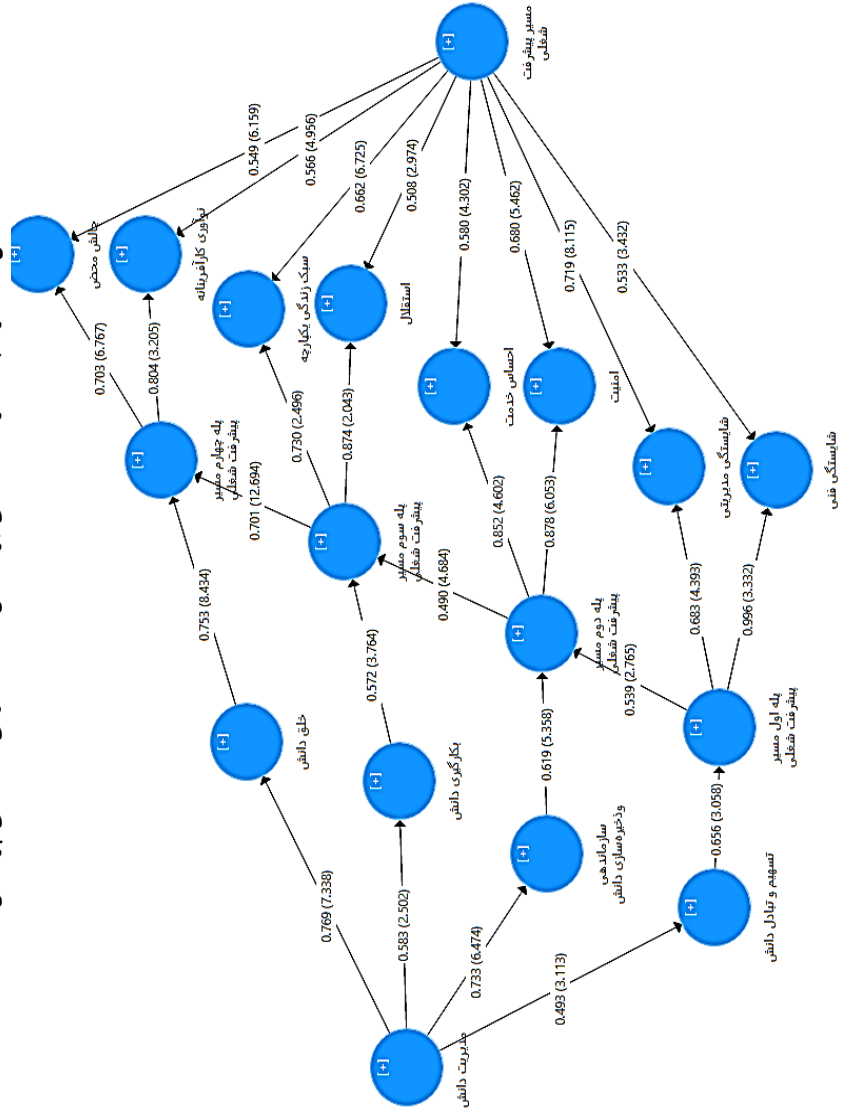 مسیر پیشرفت
شغلی
[+]
0.549 (6.159)
0.566 (4.956)
0.662 (6.725)
0.508 (2.974)
0.580 (4.302)
0.680 (5.462)
0.719 (8.115)
0.533 (3.432)
[+]
چالش محض
[+]
نوآوری کارآفرینانه
[+]
سبک زندگی یکپارچه
[+]
استقلال
[+]
احساس خدمت
[+]
امنیت
[+]
شایستگی مدیریتی
[+]
شایستگی فنی
0.703 (6.767)
0.804 (3.205)
0.730 (2.496)
0.874 (2.043)
0.852 (4.602)
0.878 (6.053)
0.683 (4.393)
0.996 (3.332)
[+]
پله چهارم مسیر
پیشرفت شغلی
0.701 (12.694)
[+]
پله سوم مسیر
پیشرفت شغلی
0.490 (4.684)
[+]
پله دوم مسیر
پیشرفت شغلی
0.539 (2.765)
[+]
پله اول مسیر
پیشرفت شغلی
0.753 (8.434)
0.572 (3.764)
0.619 (5.358)
0.656 (3.058)
[+]
خلق دانش
[+]
بکارگیری دانش
[+]
سازماندهی
وذخیره‌سازی دانش
[+]
تسهیم و تبادل دانش
0.769 (7.338)
0.583 (2.502)
0.733 (6.474)
0.493 (3.113)
[+]
مدیریت دانش